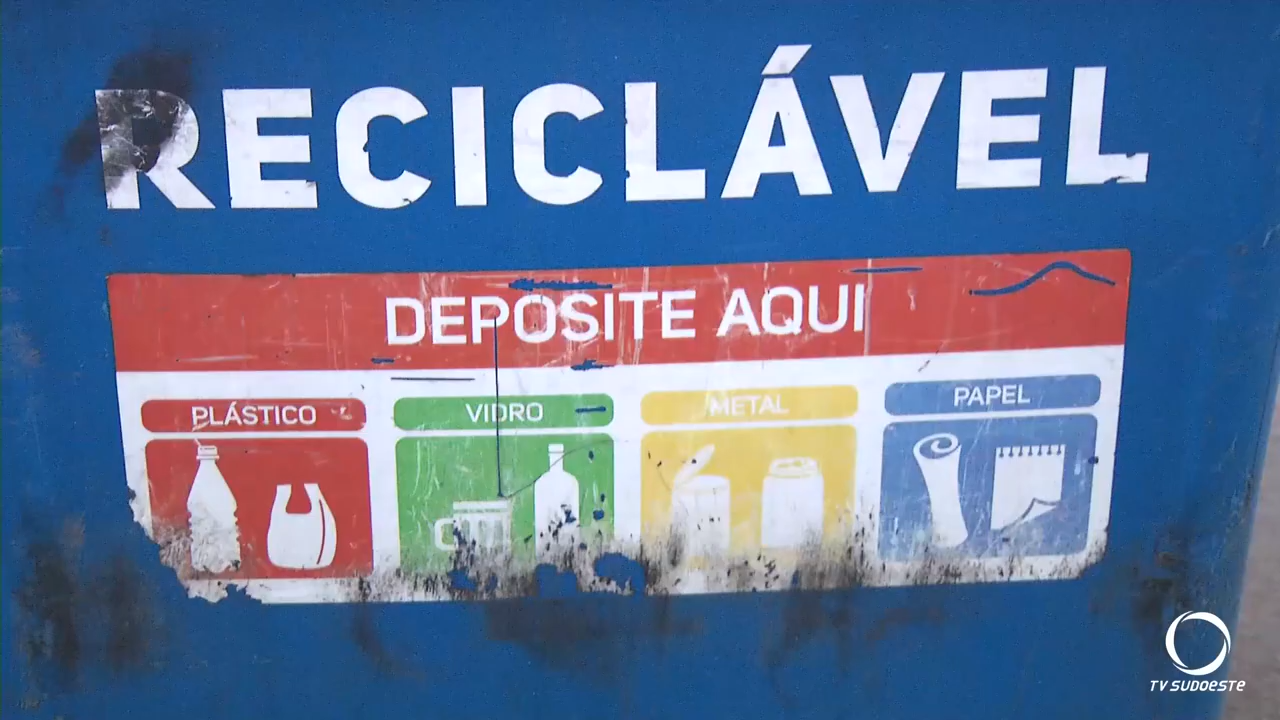 RECICLÁVEL
DEPOSITE AQUI
PLÁSTICO
VIDRO
METAL
PAPEL
TV SUDOESTE